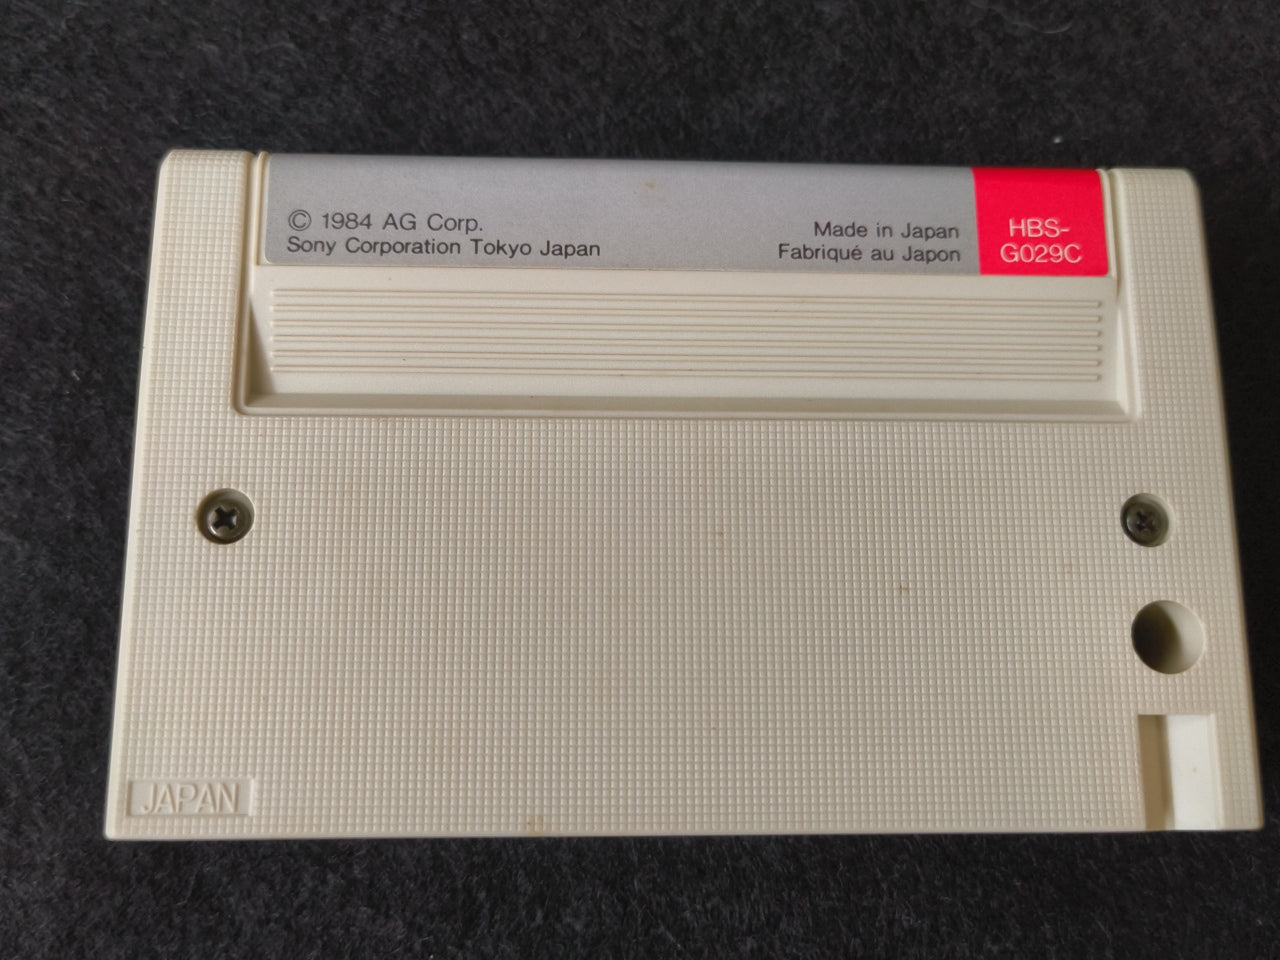 © 1984 AG Corp.
Sony Corporation Tokyo Japan
Made in Japan
Fabriqué au Japon
HBS-
G029C
JAPAN